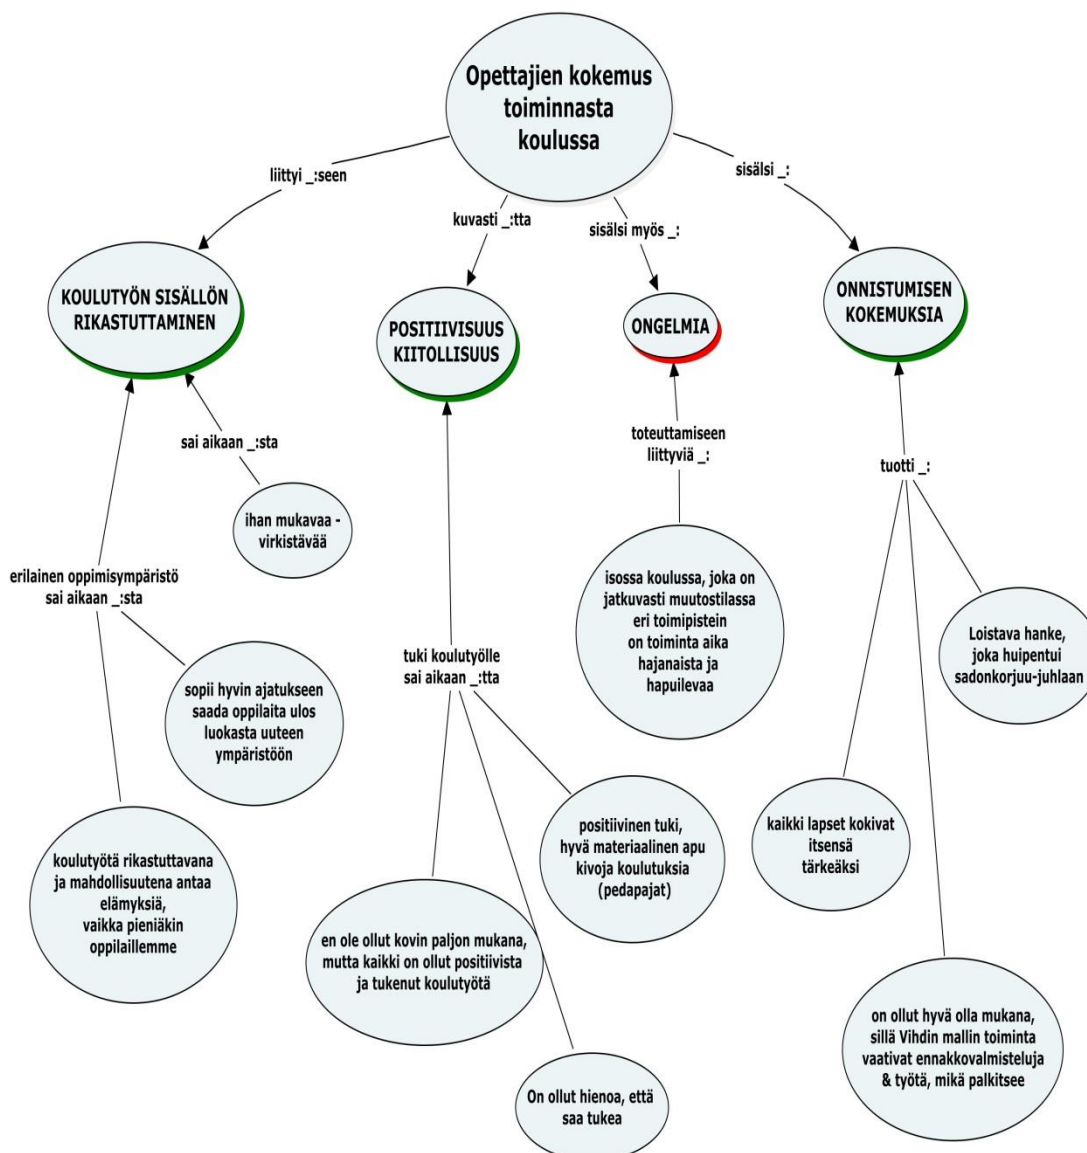 Opettajien kokemus
toiminnasta
koulussa
liittyi _:seen
kuvasti _:tta
sisälsi myös _:
sisälsi _:
KOULUTYÖN SISÄLLÖN
RIKASTUTTAMINEN
POSITIIVISUUS
KIITOLLISUUS
ONGELMIA
ONNISTUMISEN
KOKEMUKSIA
sai aikaan _:sta
ihan mukavaa -
virkistävää
erilainen oppimisympäristö
sai aikaan _:sta
sopii hyvin ajatukseen
saada oppilaita ulos
luokasta uuteen
ympäristöön
koulutyötä rikastuttavana
ja mahdollisuutena antaa
elämyksiä,
vaikka pieniäkin
oppilaillemme
tuki koulutyölle
sai aikaan _:tta
positiivinen tuki,
hyvä materiaalinen apu
kivoja koulutuksia
(pedapajat)
en ole ollut kovin paljon mukana,
mutta kaikki on ollut positiivista
ja tukenut koulutyötä
On ollut hienoa, että
saa tukea
toteuttamiseen
liittyviä _:
isossa koulussa, joka on
jatkuvasti muutostilassa
eri toimipistein
on toiminta aika
hajanaista ja
hapuilevaa
tuotti _:
Loistava hanke,
joka huipentui
sadonkorjuu-juhlaan
kaikki lapset kokivat
itsensä
tärkeäksi
on ollut hyvä olla mukana,
sillä Vihdin mallin toiminta
vaativat ennakkovalmisteluja
& työtä, mikä palkitsee